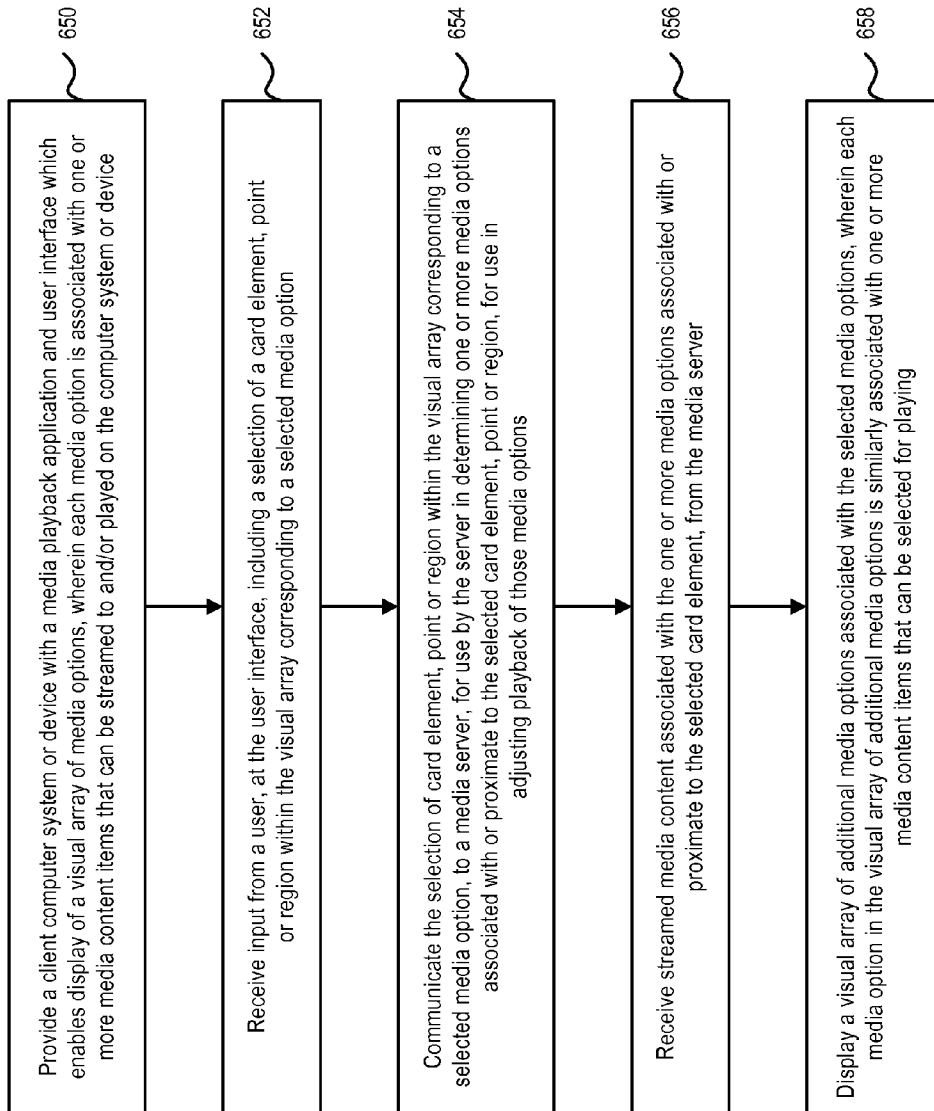 650
Provide a client computer system or device with a media playback application and user interface which
enables display of a visual array of media options, wherein each media option is associated with one or
more media content items that can be streamed to and/or played on the computer system or device
652
Receive input from a user, at the user interface, including a selection of a card element, point
or region within the visual array corresponding to a selected media option
654
Communicate the selection of card element, point or region within the visual array corresponding to a
selected media option, to a media server, for use by the server in determining one or more media options
associated with or proximate to the selected card element, point or region, for use in
adjusting playback of those media options
656
Receive streamed media content associated with the one or more media options associated with or
proximate to the selected card element, from the media server
658
Display a visual array of additional media options associated with the selected media options, wherein each
media option in the visual array of additional media options is similarly associated with one or more
media content items that can be selected for playing